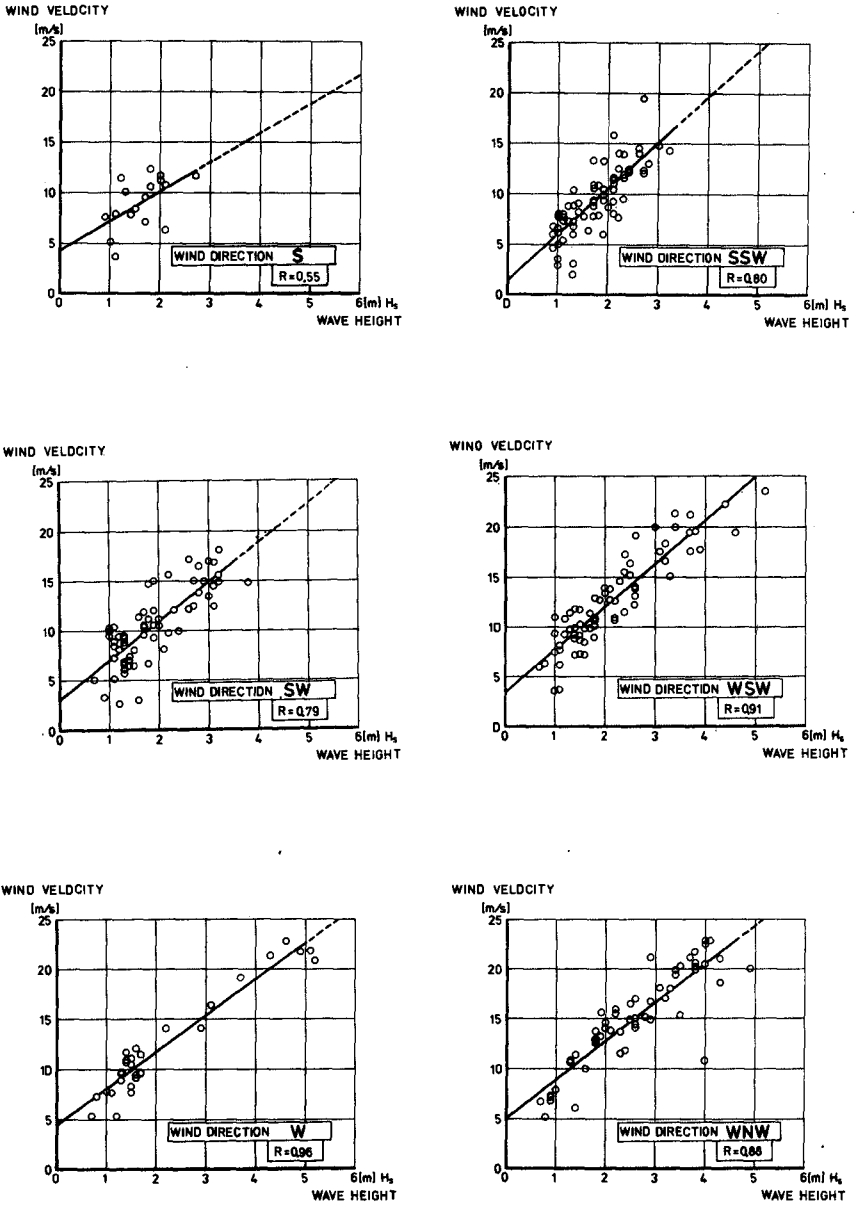 WIND VELOCITY
[m/s]
25
20
15
10
5
0
WIND DIRECTION S
R=0,55
0 1 2 3 4 5 6[m] Hs
WAVE HEIGHT
WIND VELOCITY
[m/s]
25
20
15
10
5
0
WIND DIRECTION SSW
R=0,80
0 1 2 3 4 5 6[m] Hs
WAVE HEIGHT
WIND VELOCITY
[m/s]
25
20
15
10
5
0
WIND DIRECTION SW
R=0,79
0 1 2 3 4 5 6[m] Hs
WAVE HEIGHT
WIND VELOCITY
[m/s]
25
20
15
10
5
0
WIND DIRECTION WSW
R=0,91
0 1 2 3 4 5 6[m] Hs
WAVE HEIGHT
WIND VELOCITY
[m/s]
25
20
15
10
5
0
WIND DIRECTION W
R=0,96
0 1 2 3 4 5 6[m] Hs
WAVE HEIGHT
WIND VELOCITY
[m/s]
25
20
15
10
5
0
WIND DIRECTION WNW
R=0,88
0 1 2 3 4 5 6[m] Hs
WAVE HEIGHT